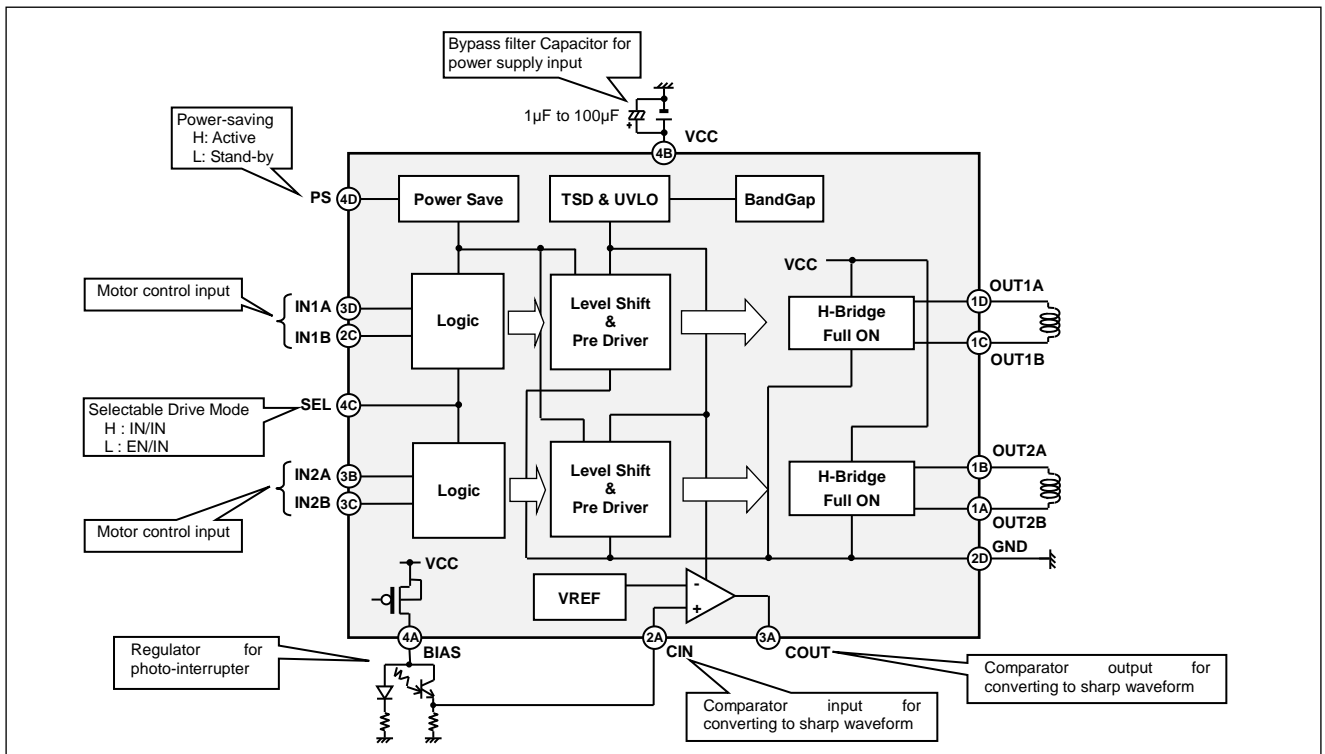 Bypass filter Capacitor for
power supply input
1µF to 100µF
VCC
4B
Power-saving
H: Active
L: Stand-by
PS
4D
Power Save
TSD & UVLO
BandGap
Motor control input
IN1A
3D
IN1B
2C
Logic
Level Shift
&
Pre Driver
VCC
H-Bridge
Full ON
OUT1A
1D
1C
OUT1B
Selectable Drive Mode
H : IN/IN
L : EN/IN
SEL
4C
IN2A
3B
IN2B
3C
Motor control input
Logic
Level Shift
&
Pre Driver
H-Bridge
Full ON
OUT2A
1B
1A
OUT2B
GND
2D
VCC
VREF
-
+
4A
BIAS
2A
CIN
3A
COUT
Regulator for
photo-interrupter
Comparator input for
converting to sharp waveform
Comparator output for
converting to sharp waveform